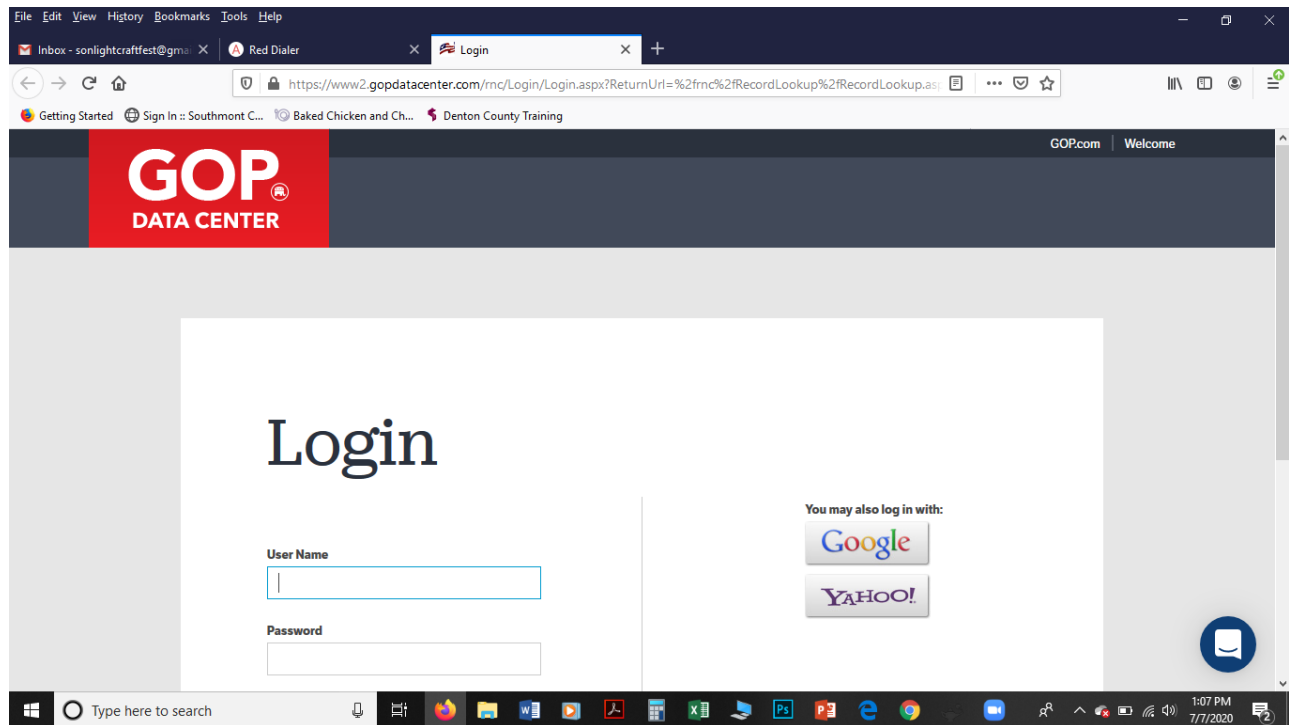 File Edit View History Bookmarks Tools Help
Inbox - sonlightcraftfest@gmai
Red Dialer
Login
https://www2.gopdatacenter.com/rnc/Login/Login.aspx?ReturnUrl=%2frnc%2fRecordLookup%2fRecordLookup.as
Getting Started Sign In :: Southmont C... Baked Chicken and Ch... Denton County Training
GOP.com Welcome
GOP
DATA CENTER
Login
You may also log in with:
Google
YAHOO!
User Name
Password
Type here to search
1:07 PM
7/7/2020
2